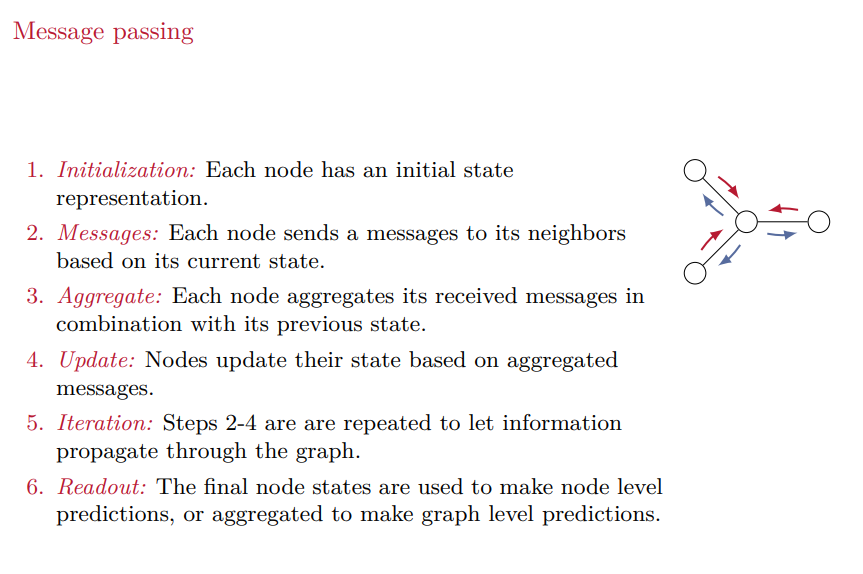 Message passing
1. Initialization: Each node has an initial state
representation.
2. Messages: Each node sends a messages to its neighbors
based on its current state.
3. Aggregate: Each node aggregates its received messages in
combination with its previous state.
4. Update: Nodes update their state based on aggregated
messages.
5. Iteration: Steps 2-4 are are repeated to let information
propagate through the graph.
6. Readout: The final node states are used to make node level
predictions, or aggregated to make graph level predictions.